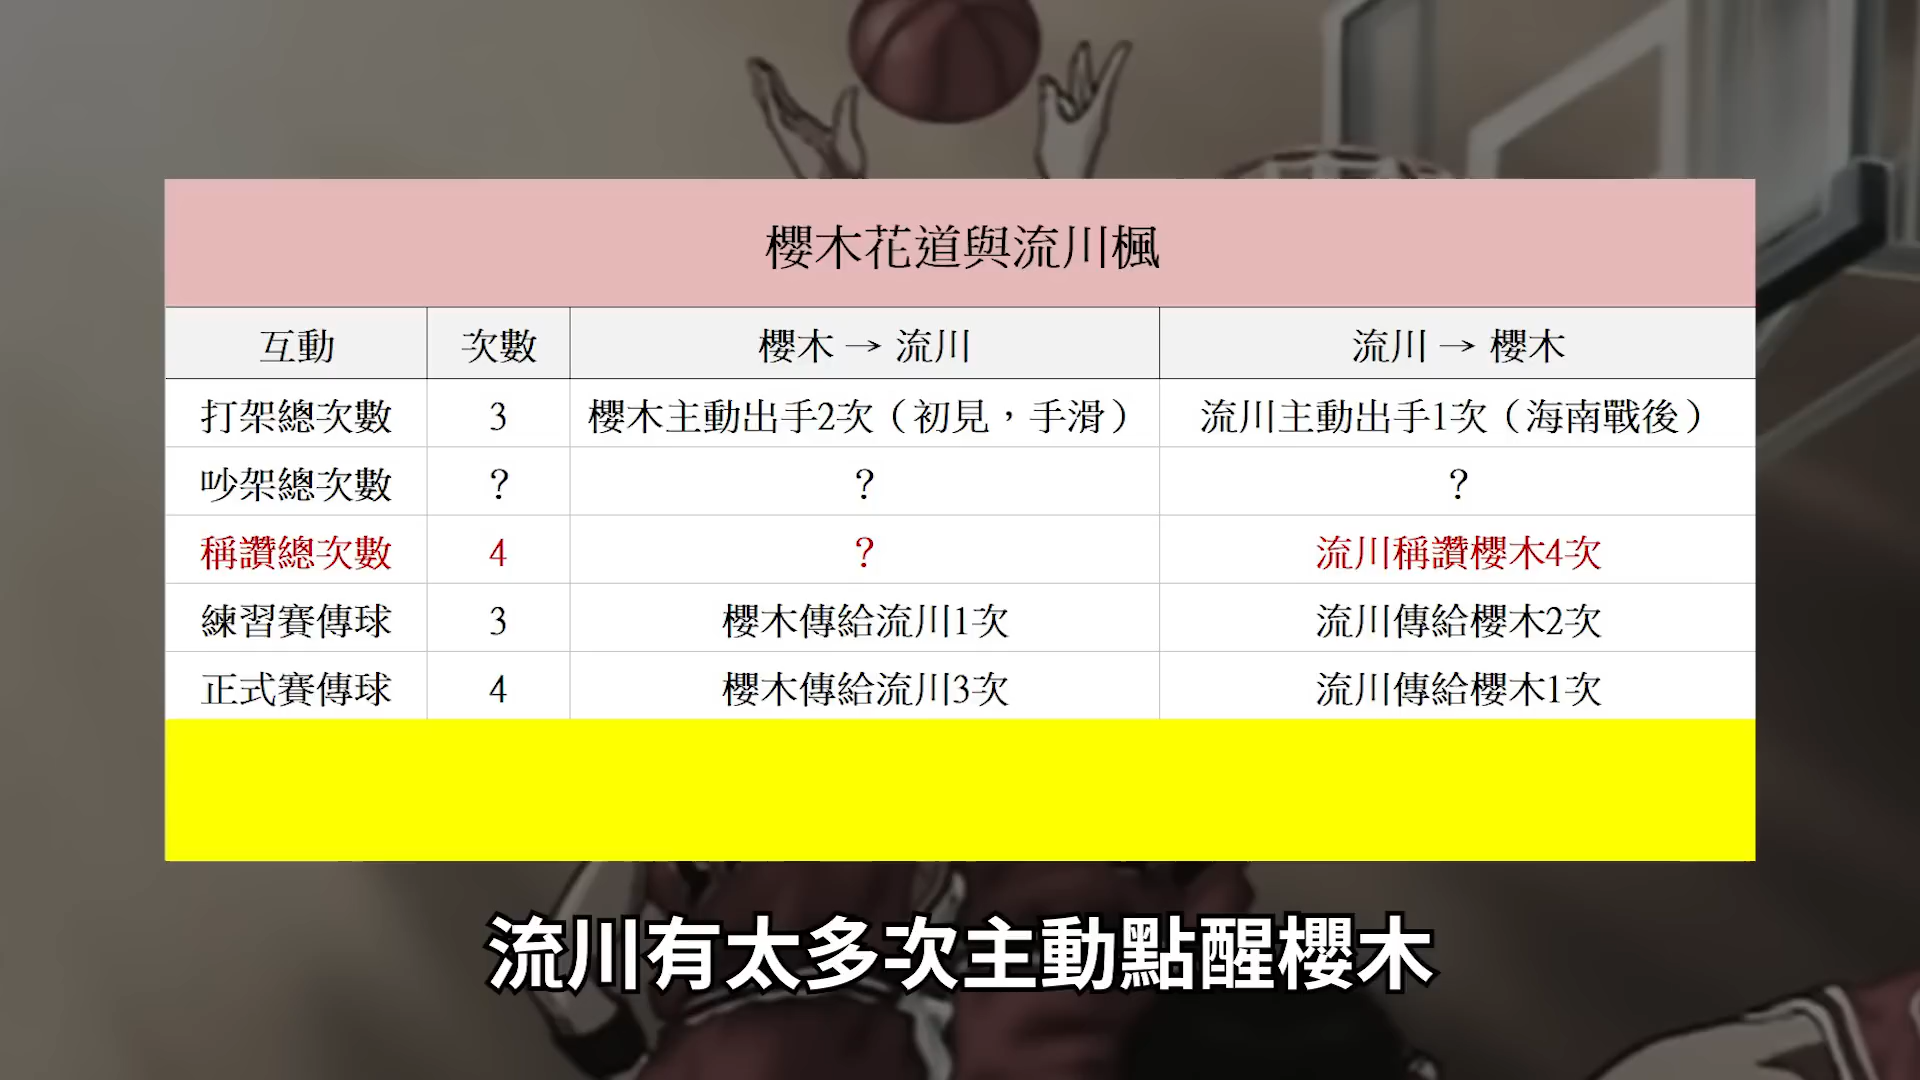 櫻木花道與流川楓
互動 次數 櫻木 → 流川 流川 → 櫻木
打架總次數 3 櫻木主動出手2次（初見，手滑） 流川主動出手1次（海南戰後）
吵架總次數 ? ? ?
稱讚總次數 4 ? 流川稱讚櫻木4次
練習賽傳球 3 櫻木傳給流川1次 流川傳給櫻木2次
正式賽傳球 4 櫻木傳給流川3次 流川傳給櫻木1次
流川有太多次主動點醒櫻木